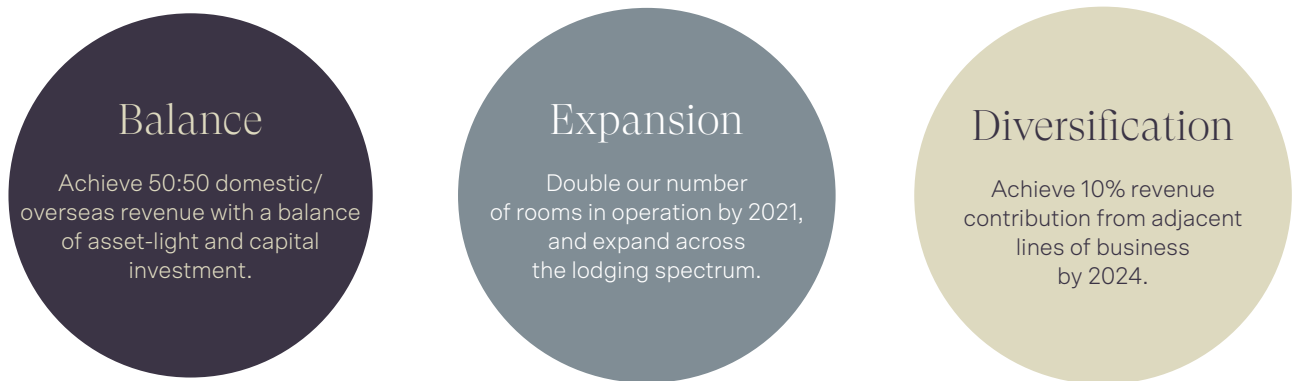 Balance
Achieve 50:50 domestic/
overseas revenue with a balance
of asset-light and capital
investment.
Expansion
Double our number
of rooms in operation by 2021,
and expand across
the lodging spectrum.
Diversification
Achieve 10% revenue
contribution from adjacent
lines of business
by 2024.